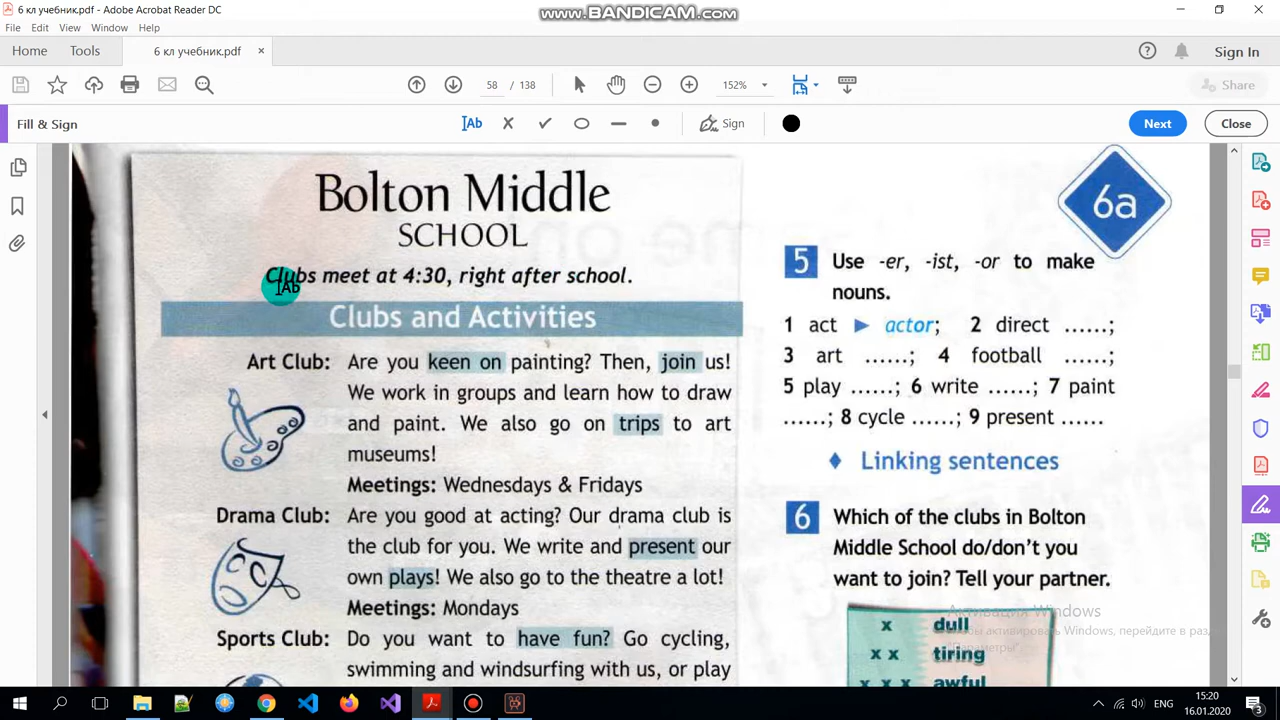 6 кл учебник.pdf - Adobe Acrobat Reader DC
www.BANDICAM.com
File Edit View Window Help
Home Tools 6 кл учебник.pdf × Sign In
58 / 138 152% Share
Fill & Sign Ab Sign Next Close
Bolton Middle
SCHOOL
Clubs meet at 4:30, right after school.
Ab
Clubs and Activities
Art Club: Are you keen on painting? Then, join us!
We work in groups and learn how to draw
and paint. We also go on trips to art
museums!
Meetings: Wednesdays & Fridays
Drama Club: Are you good at acting? Our drama club is
the club for you. We write and present our
own plays! We also go to the theatre a lot!
Meetings: Mondays
Sports Club: Do you want to have fun? Go cycling,
swimming and windsurfing with us, or play
6a
5 Use -er, -ist, -or to make
nouns.
1 act ▶ actor; 2 direct ......;
3 art ......; 4 football ......;
5 play ......; 6 write ......; 7 paint
......; 8 cycle ......; 9 present ......
♦ Linking sentences
6 Which of the clubs in Bolton
Middle School do/don't you
want to join? Tell your partner.
x dull
x x tiring
x x x awful
Активация Windows
Чтобы активировать Windows, перейдите в раздел
"Параметры".
ENG 15:20
16.01.2020
3